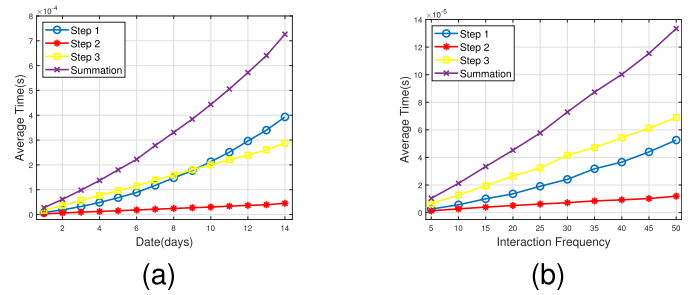 8 ×10⁻⁴
7
6
5
4
3
2
1
0
Average Time(s)
Step 1
Step 2
Step 3
Summation
2 4 6 8 10 12 14
Date(days)
(a)
14 ×10⁻⁵
12
10
8
6
4
2
0
Average Time(s)
Step 1
Step 2
Step 3
Summation
5 10 15 20 25 30 35 40 45 50
Interaction Frequency
(b)